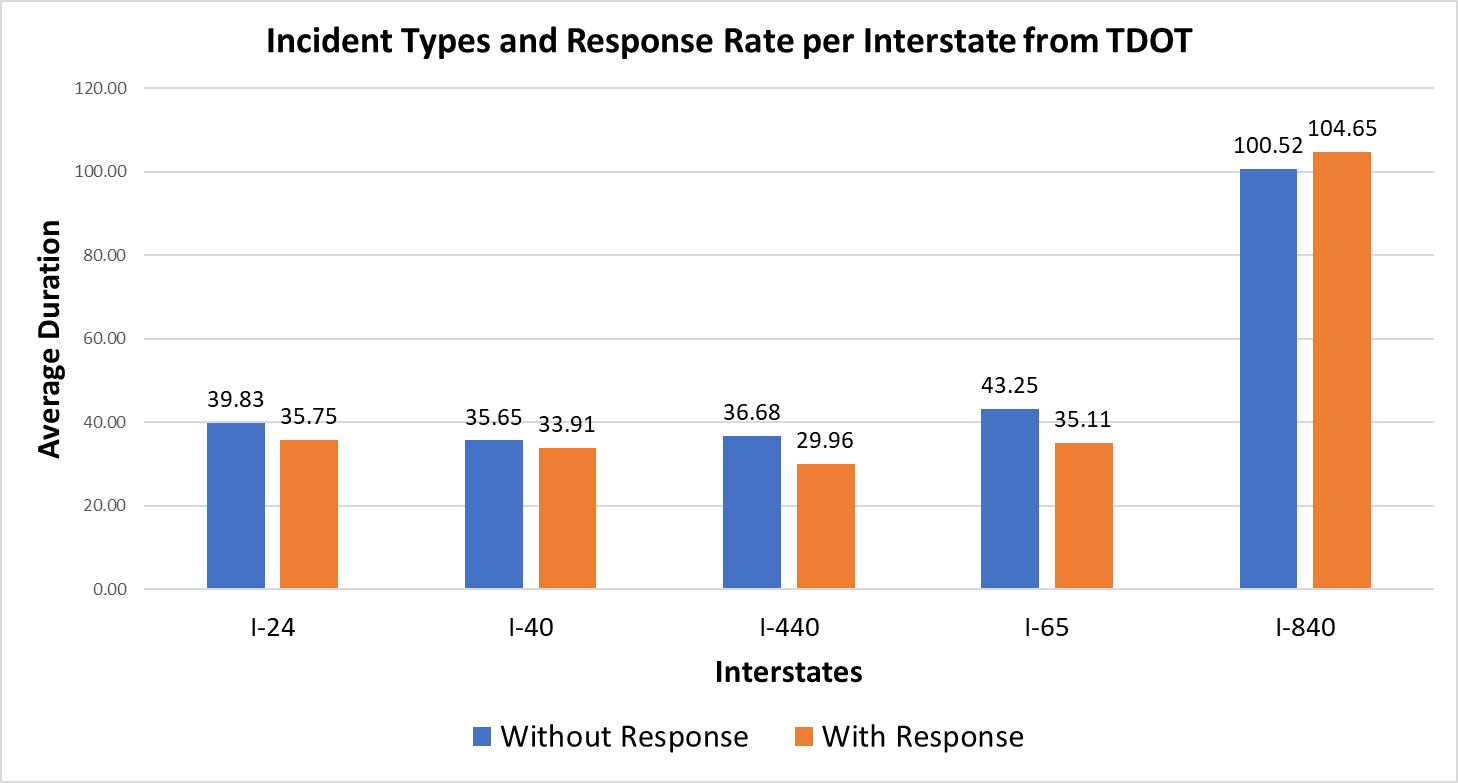 Incident Types and Response Rate per Interstate from TDOT
120.00
100.00
80.00
60.00
40.00
20.00
0.00
Average Duration
39.83
35.75
35.65
33.91
36.68
29.96
43.25
35.11
100.52
104.65
I-24
I-40
I-440
I-65
I-840
Interstates
Without Response
With Response